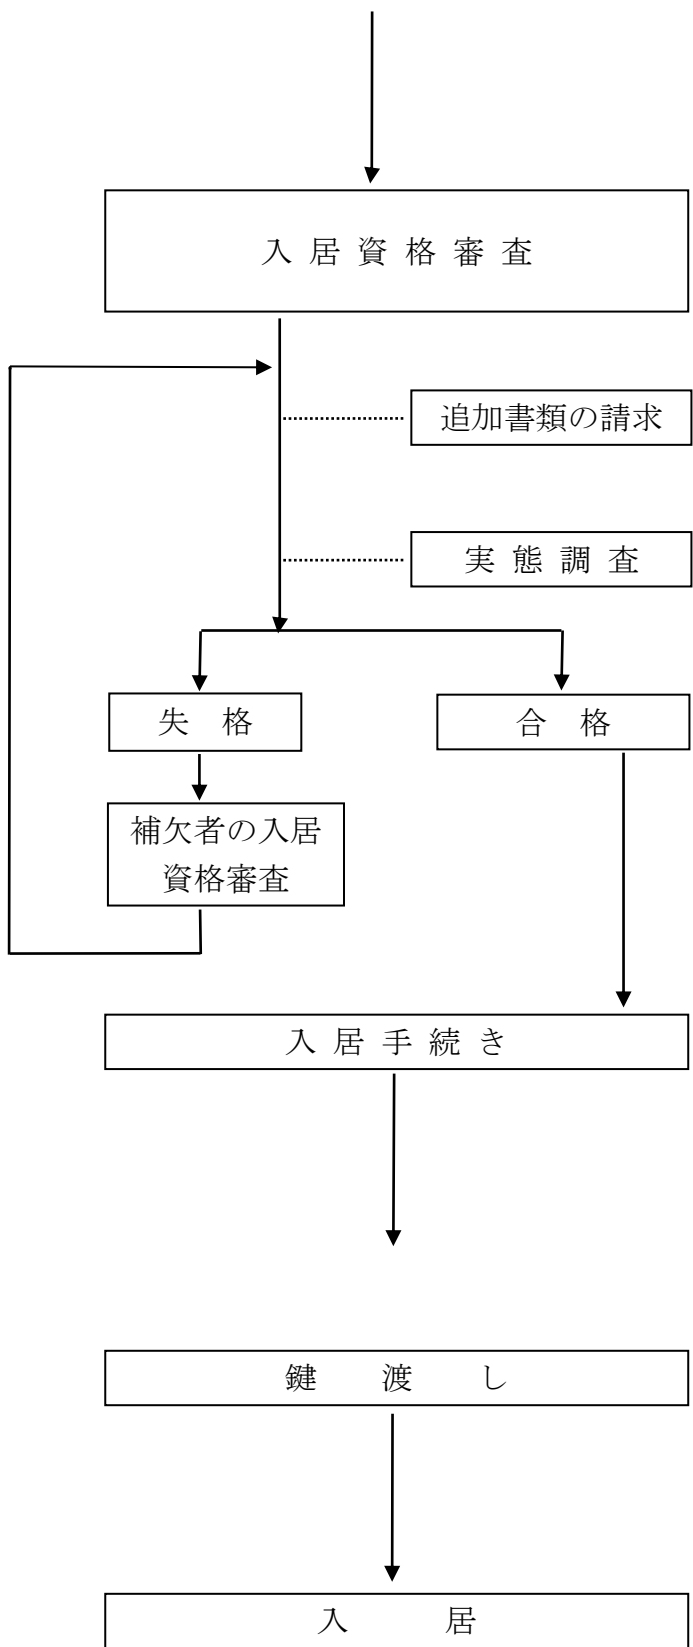 入居資格審査
追加書類の請求
実態調査
失格
合格
補欠者の入居
資格審査
入居手続き
鍵渡し
入居